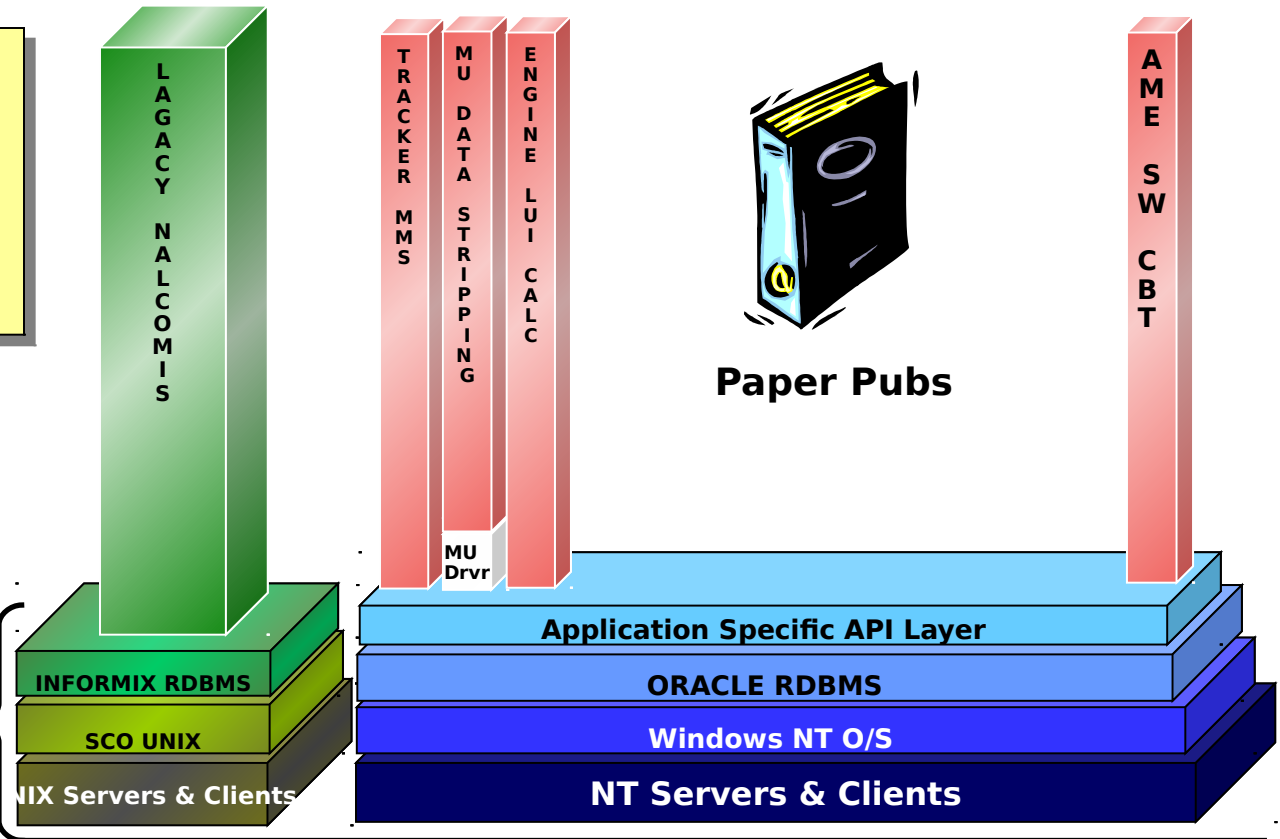 LAGACY NALCOMIS
TRACKER MMS
MU DATA STRIPPING
ENGINE LUI CALC
AME SW CBT
Paper Pubs
MU
Drvr
Application Specific API Layer
INFORMIX RDBMS
ORACLE RDBMS
SCO UNIX
Windows NT O/S
NIX Servers & Clients
NT Servers & Clients